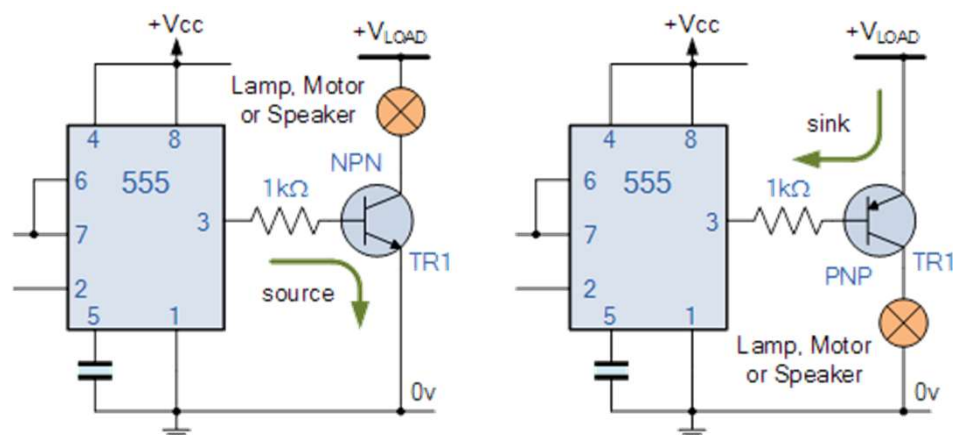 +Vcc
+VLOAD
Lamp, Motor
or Speaker
4
8
NPN
6
555
1kΩ
3
7
TR1
source
2
5
1
0v
+Vcc
+VLOAD
sink
4
8
6
555
1kΩ
3
7
TR1
PNP
2
5
1
Lamp, Motor
or Speaker
0v